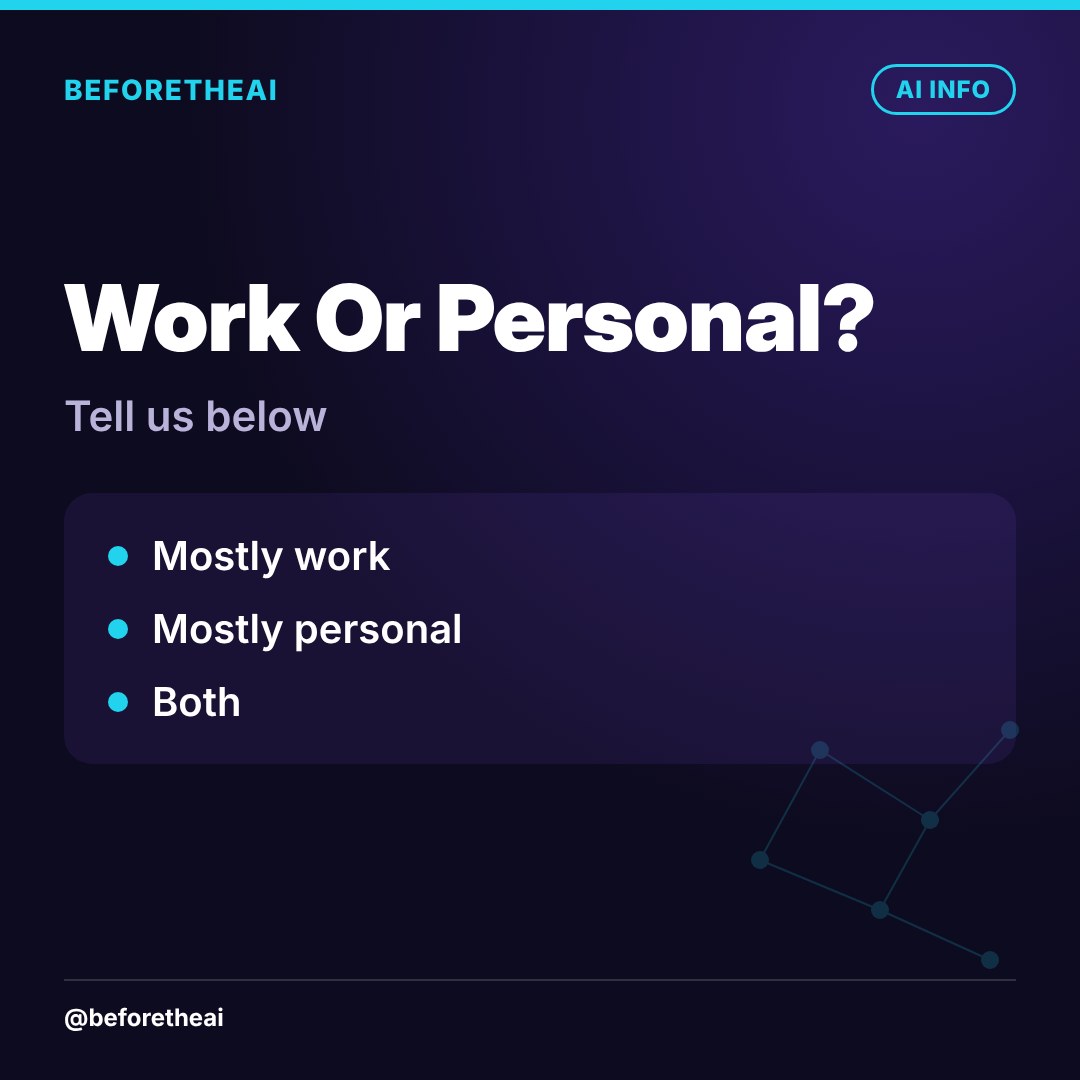 BEFORETHEAI
AI INFO
Work Or Personal?
Tell us below
Mostly work
Mostly personal
Both
@beforetheai